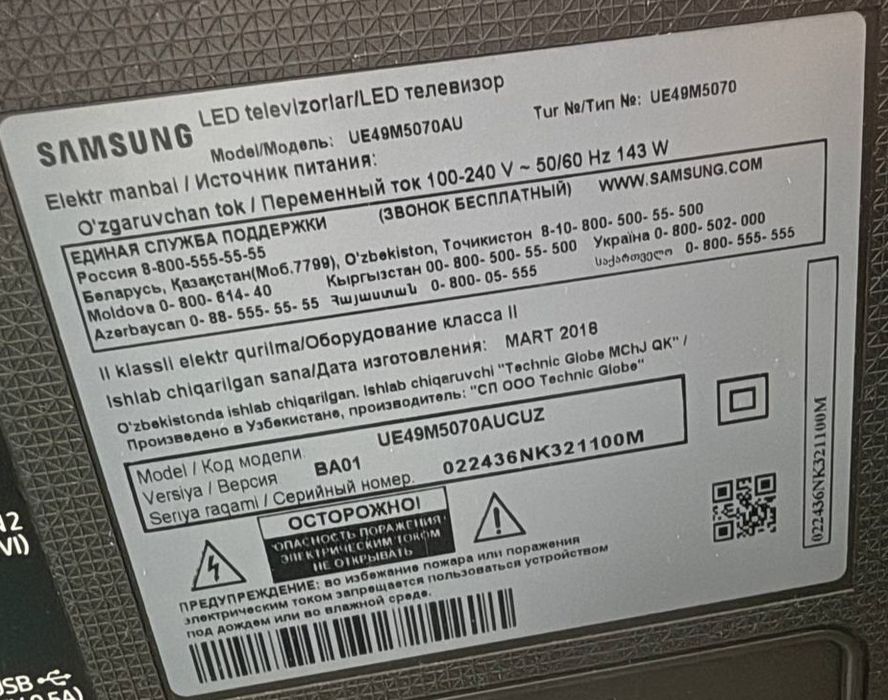 SAMSUNG
LED televizorlar/LED телевизор
Model/Модель: UE49M5070AU
Tur №/Тип №: UE49M5070
Elektr manbai / Источник питания:
O'zgaruvchan tok / Переменный ток 100-240 V ~ 50/60 Hz 143 W
ЕДИНАЯ СЛУЖБА ПОДДЕРЖКИ (ЗВОНОК БЕСПЛАТНЫЙ) WWW.SAMSUNG.COM
Россия 8-800-555-55-55
Беларусь, Казақстан(Моб.7799), O'zbekiston, Точикистон 8-10- 800- 500- 55- 500
Moldova 0- 800- 614- 40 Кыргызстан 00- 800- 500- 55- 500 Україна 0- 800- 502- 000
Azərbaycan 0- 88- 555- 55- 55 Հայաստան 0- 800- 05- 555 საქართველო 0- 800- 555- 555
II klassli elektr qurilma/Оборудование класса II
Ishlab chiqarilgan sana/Дата изготовления: MART 2018
O'zbekistonda ishlab chiqarilgan. Ishlab chiqaruvchi "Technic Globe MChJ QK" /
Произведено в Узбекистане, производитель: "СП ООО Technic Globe"
Model / Код модели. UE49M5070AUCUZ
Versiya / Версия BA01
Seriya raqami / Серийный номер. 022436NK321100M
ОСТОРОЖНО!
ОПАСНОСТЬ ПОРАЖЕНИЯ
ЭЛЕКТРИЧЕСКИМ ТОКОМ
НЕ ОТКРЫВАТЬ
ПРЕДУПРЕЖДЕНИЕ: во избежание пожара или поражения
электрическим током запрещается пользоваться устройством
под дождем или во влажной среде.
022436NK321100M
2
VI)
USB